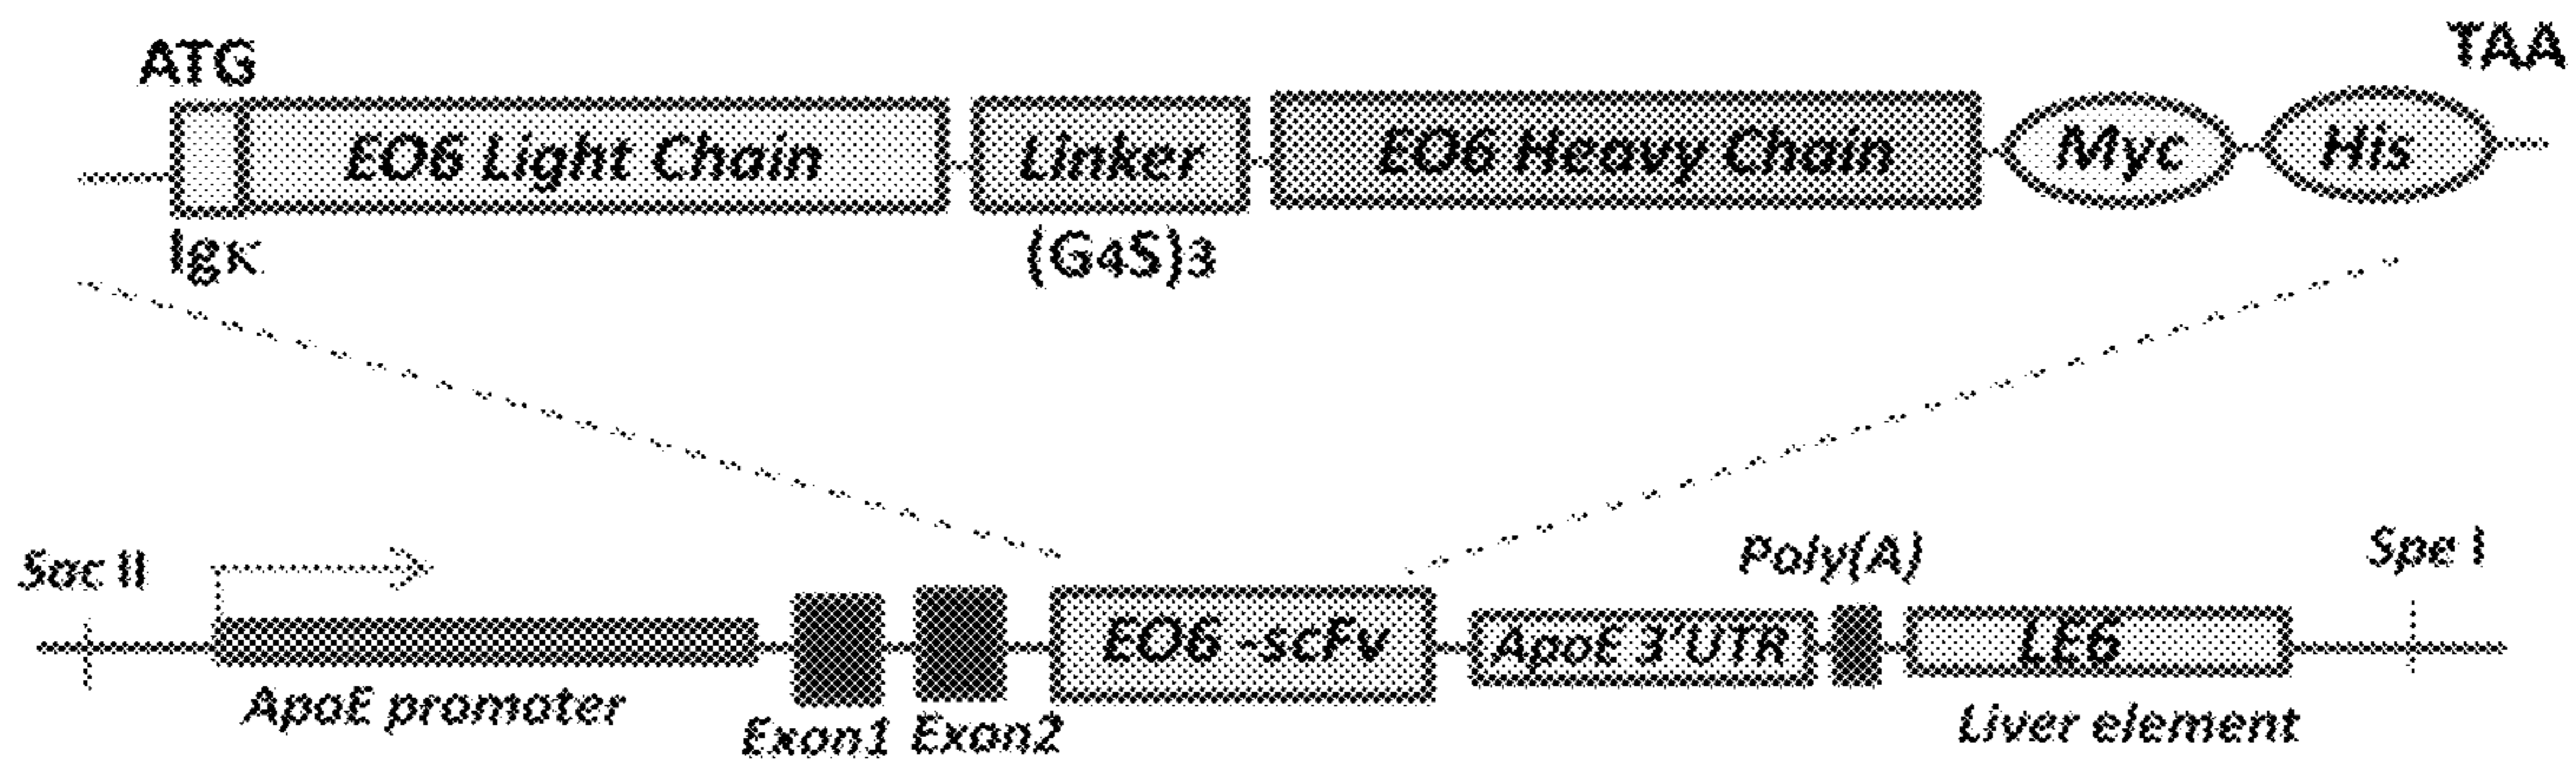 ATG
TAA
EO6 Light Chain
Linker
EO6 Heavy Chain
Myc
His
Igκ
(G4S)3
Sac II
Poly(A)
Spe I
EO6 -scFv
ApoE 3'UTR
LE6
ApoE promoter
Exon1
Exon2
Liver element